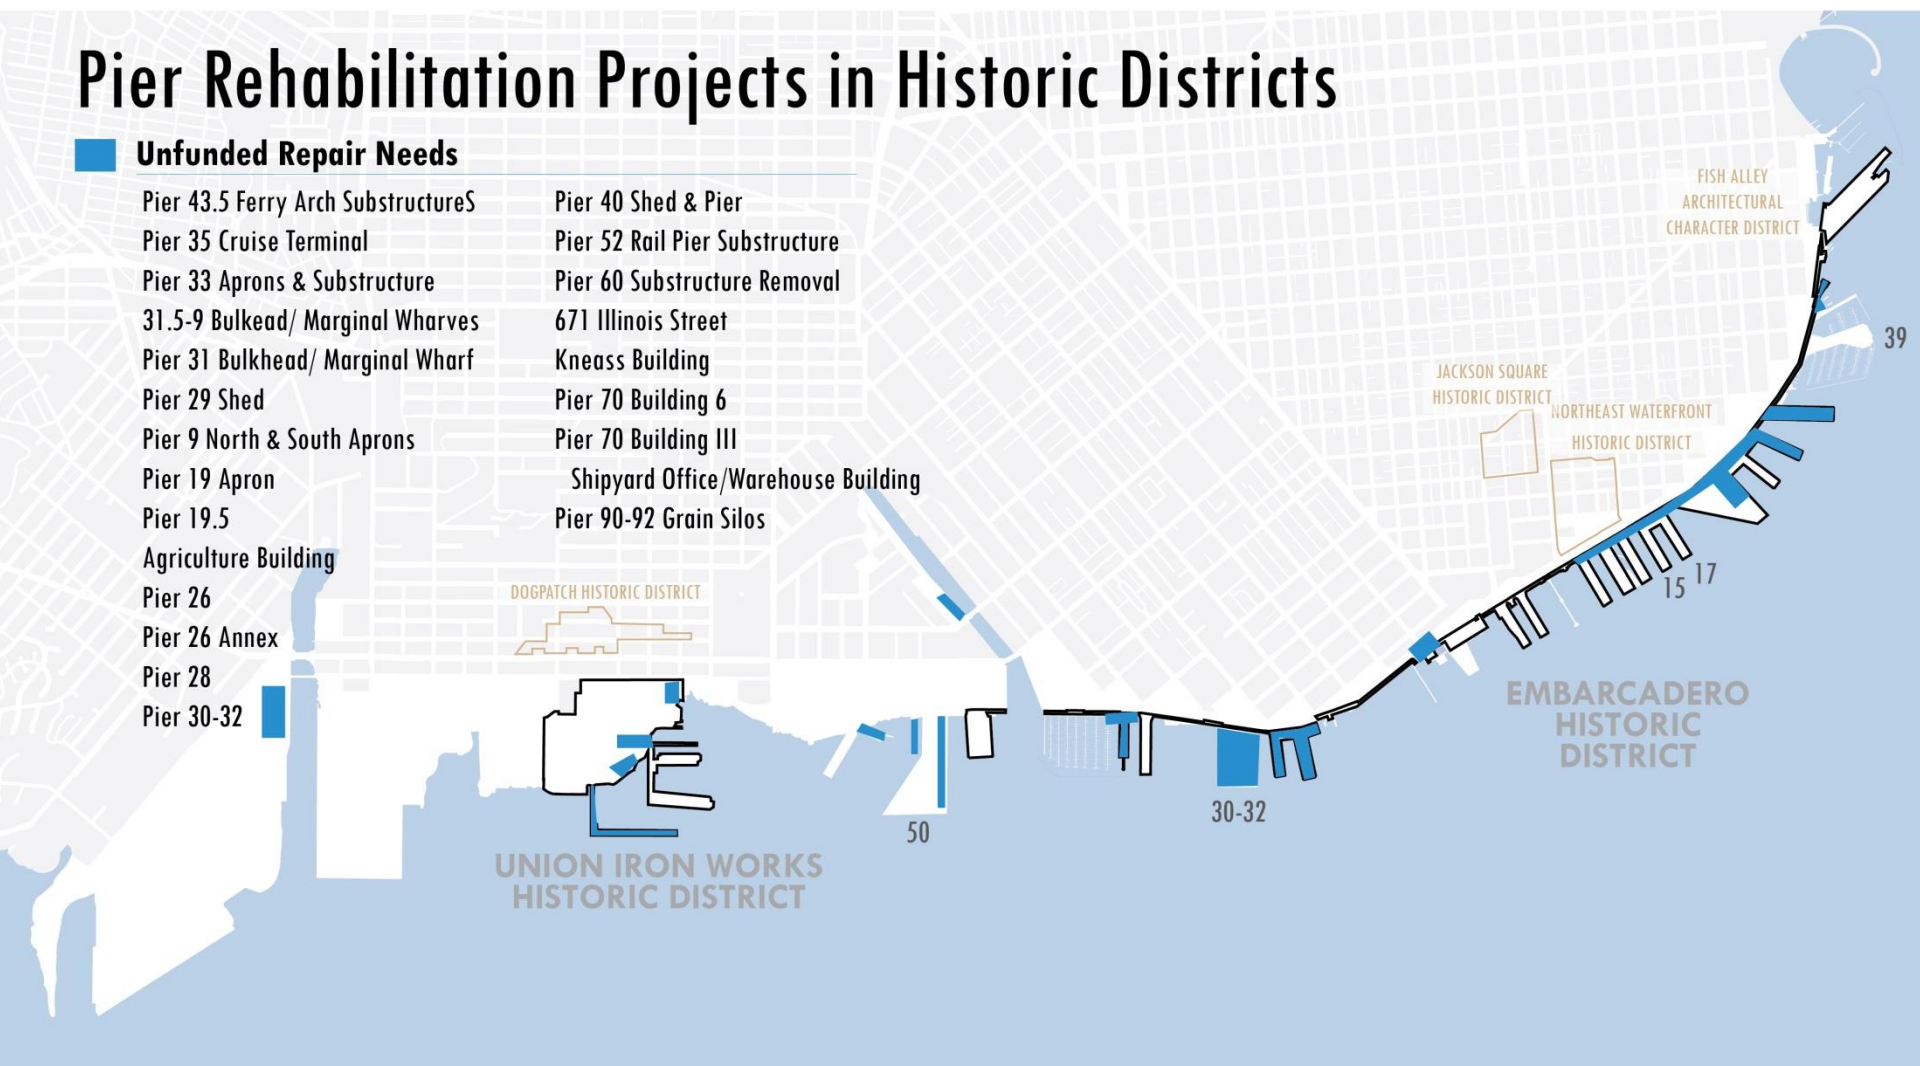 Pier Rehabilitation Projects in Historic Districts
Unfunded Repair Needs
Pier 43.5 Ferry Arch SubstructureS
Pier 35 Cruise Terminal
Pier 33 Aprons & Substructure
31.5-9 Bulkead/ Marginal Wharves
Pier 31 Bulkhead/ Marginal Wharf
Pier 29 Shed
Pier 9 North & South Aprons
Pier 19 Apron
Pier 19.5
Agriculture Building
Pier 26
Pier 26 Annex
Pier 28
Pier 30-32
Pier 40 Shed & Pier
Pier 52 Rail Pier Substructure
Pier 60 Substructure Removal
671 Illinois Street
Kneass Building
Pier 70 Building 6
Pier 70 Building III
Shipyard Office/Warehouse Building
Pier 90-92 Grain Silos
FISH ALLEY
ARCHITECTURAL
CHARACTER DISTRICT
39
JACKSON SQUARE
HISTORIC DISTRICT
NORTHEAST WATERFRONT
HISTORIC DISTRICT
15
17
DOGPATCH HISTORIC DISTRICT
EMBARCADERO
HISTORIC
DISTRICT
30-32
50
UNION IRON WORKS
HISTORIC DISTRICT